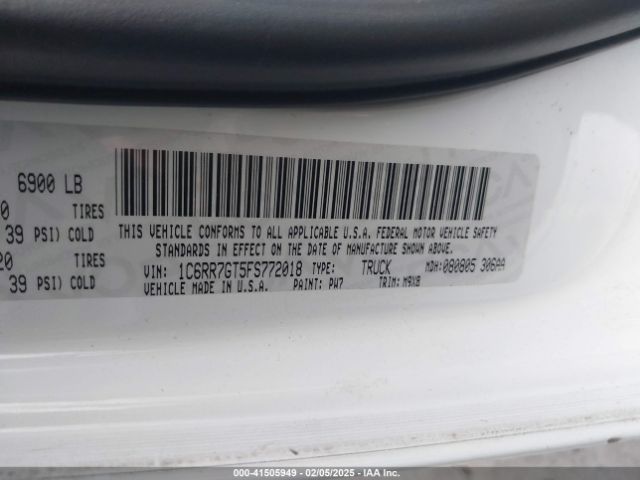 6900 LB
0 TIRES
39 PSI) COLD
20 TIRES
39 PSI) COLD
THIS VEHICLE CONFORMS TO ALL APPLICABLE U.S.A. FEDERAL MOTOR VEHICLE SAFETY
STANDARDS IN EFFECT ON THE DATE OF MANUFACTURE SHOWN ABOVE.
VIN: 1C6RR7GT5FS772018 TYPE: TRUCK MDH: 080805 306AA
VEHICLE MADE IN U.S.A. PAINT: PW7 TRIM: M9X8
000-41505949 - 02/05/2025 - IAA Inc.